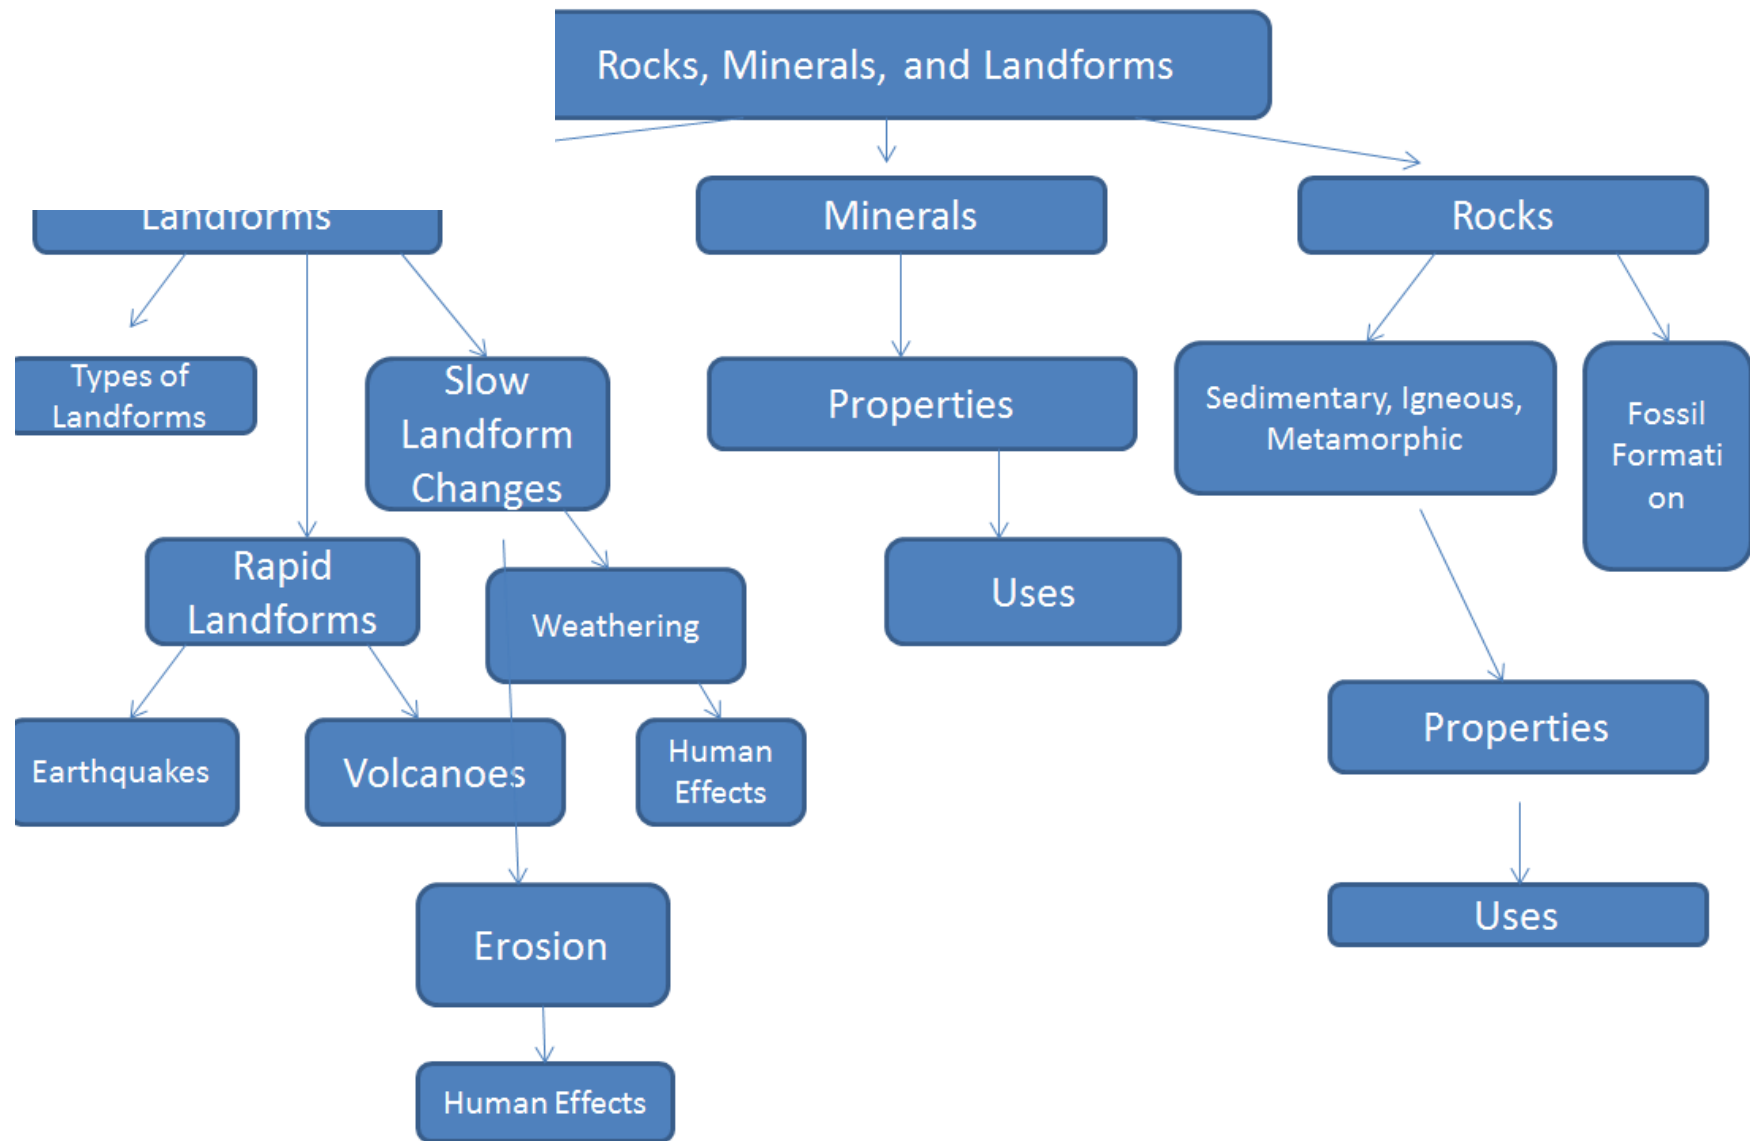 Rocks, Minerals, and Landforms
Landforms
Minerals
Rocks
Types of
Landforms
Slow
Landform
Changes
Properties
Sedimentary, Igneous,
Metamorphic
Fossil
Formati
on
Rapid
Landforms
Weathering
Uses
Earthquakes
Volcanoes
Human
Effects
Properties
Erosion
Uses
Human Effects